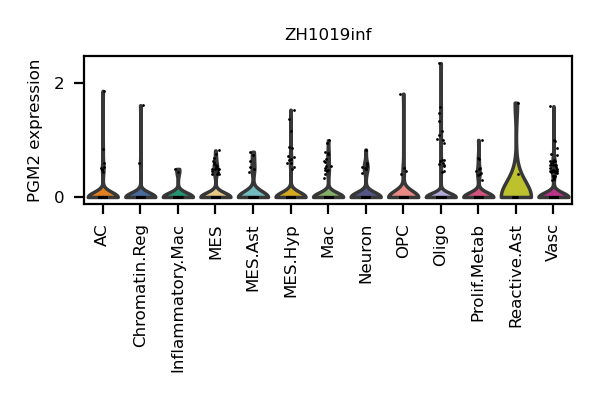 ZH1019inf
PGM2 expression
2
0
AC
Chromatin.Reg
Inflammatory.Mac
MES
MES.Ast
MES.Hyp
Mac
Neuron
OPC
Oligo
Prolif.Metab
Reactive.Ast
Vasc